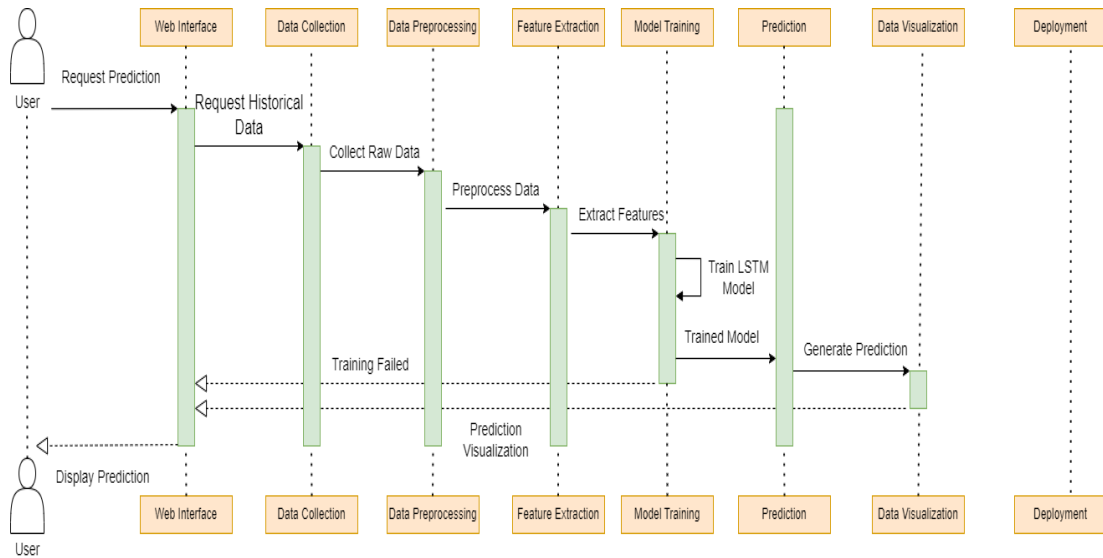 Web Interface
Data Collection
Data Preprocessing
Feature Extraction
Model Training
Prediction
Data Visualization
Deployment
User
Request Prediction
Request Historical
Data
Collect Raw Data
Preprocess Data
Extract Features
Train LSTM
Model
Trained Model
Generate Prediction
Training Failed
Prediction
Visualization
Display Prediction
Web Interface
Data Collection
Data Preprocessing
Feature Extraction
Model Training
Prediction
Data Visualization
Deployment
User